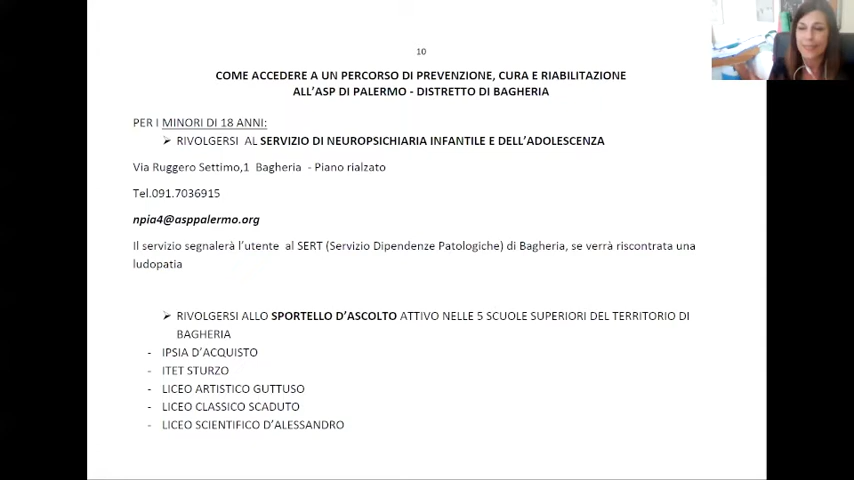 10
COME ACCEDERE A UN PERCORSO DI PREVENZIONE, CURA E RIABILITAZIONE
ALL'ASP DI PALERMO - DISTRETTO DI BAGHERIA
PER I MINORI DI 18 ANNI:
➢ RIVOLGERSI AL SERVIZIO DI NEUROPSICHIARIA INFANTILE E DELL'ADOLESCENZA
Via Ruggero Settimo,1 Bagheria - Piano rialzato
Tel.091.7036915
npia4@asppalermo.org
Il servizio segnalerà l'utente al SERT (Servizio Dipendenze Patologiche) di Bagheria, se verrà riscontrata una
ludopatia
➢ RIVOLGERSI ALLO SPORTELLO D'ASCOLTO ATTIVO NELLE 5 SCUOLE SUPERIORI DEL TERRITORIO DI
BAGHERIA
- IPSIA D'ACQUISTO
- ITET STURZO
- LICEO ARTISTICO GUTTUSO
- LICEO CLASSICO SCADUTO
- LICEO SCIENTIFICO D'ALESSANDRO